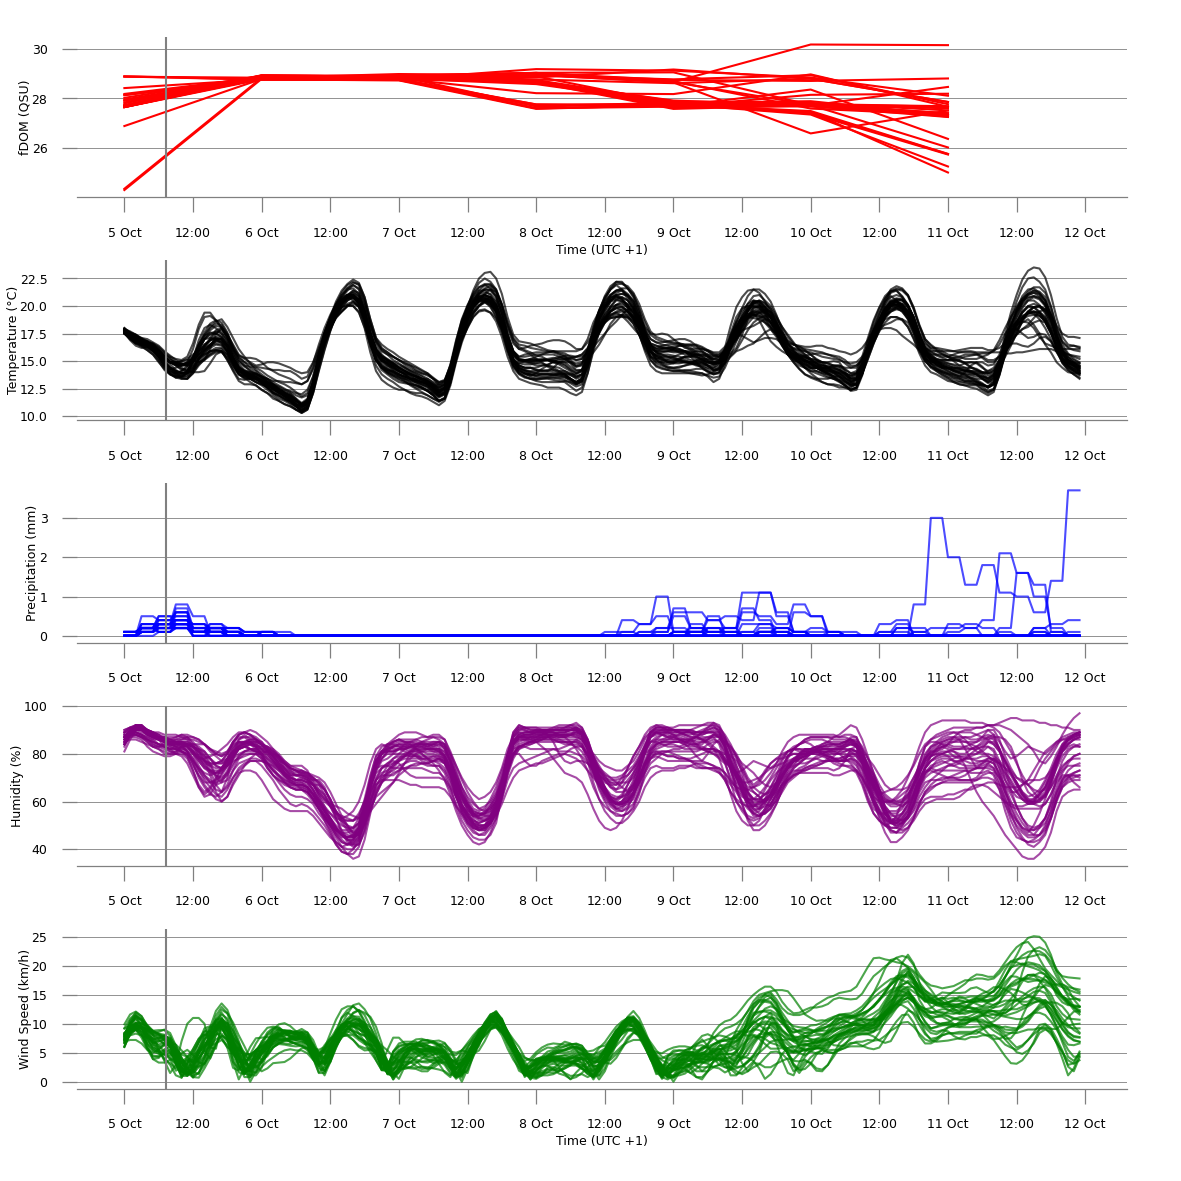 30
28
26
fDOM (QSU)
5 Oct 12:00 6 Oct 12:00 7 Oct 12:00 8 Oct 12:00 9 Oct 12:00 10 Oct 12:00 11 Oct 12:00 12 Oct
Time (UTC +1)
22.5
20.0
17.5
15.0
12.5
10.0
Temperature (°C)
5 Oct 12:00 6 Oct 12:00 7 Oct 12:00 8 Oct 12:00 9 Oct 12:00 10 Oct 12:00 11 Oct 12:00 12 Oct
3
2
1
0
Precipitation (mm)
5 Oct 12:00 6 Oct 12:00 7 Oct 12:00 8 Oct 12:00 9 Oct 12:00 10 Oct 12:00 11 Oct 12:00 12 Oct
100
80
60
40
Humidity (%)
5 Oct 12:00 6 Oct 12:00 7 Oct 12:00 8 Oct 12:00 9 Oct 12:00 10 Oct 12:00 11 Oct 12:00 12 Oct
25
20
15
10
5
0
Wind Speed (km/h)
5 Oct 12:00 6 Oct 12:00 7 Oct 12:00 8 Oct 12:00 9 Oct 12:00 10 Oct 12:00 11 Oct 12:00 12 Oct
Time (UTC +1)